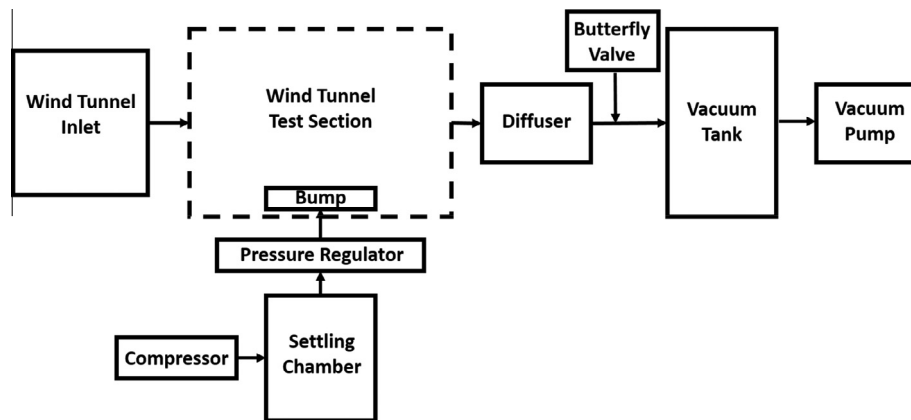 Wind Tunnel
Inlet
Wind Tunnel
Test Section
Bump
Diffuser
Butterfly
Valve
Vacuum
Tank
Vacuum
Pump
Pressure Regulator
Compressor
Settling
Chamber